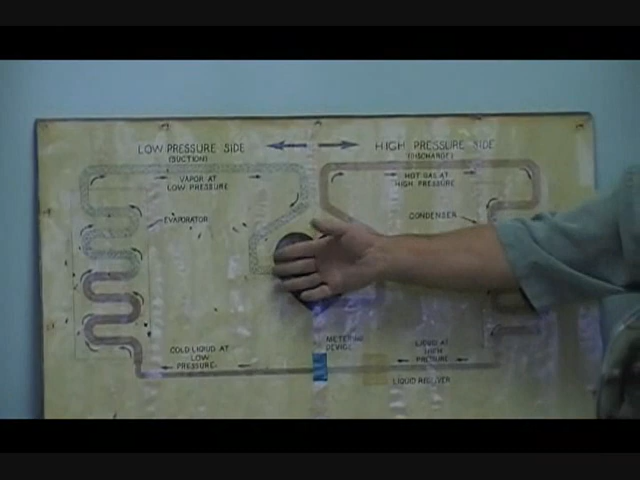 LOW PRESSURE SIDE
(SUCTION)
HIGH PRESSURE SIDE
(DISCHARGE)
VAPOR AT
LOW PRESSURE
HOT GAS AT
HIGH PRESSURE
EVAPORATOR
CONDENSER
COLD LIQUID AT
LOW
PRESSURE
METERING
DEVICE
LIQUID AT
HIGH
PRESSURE
LIQUID RECEIVER